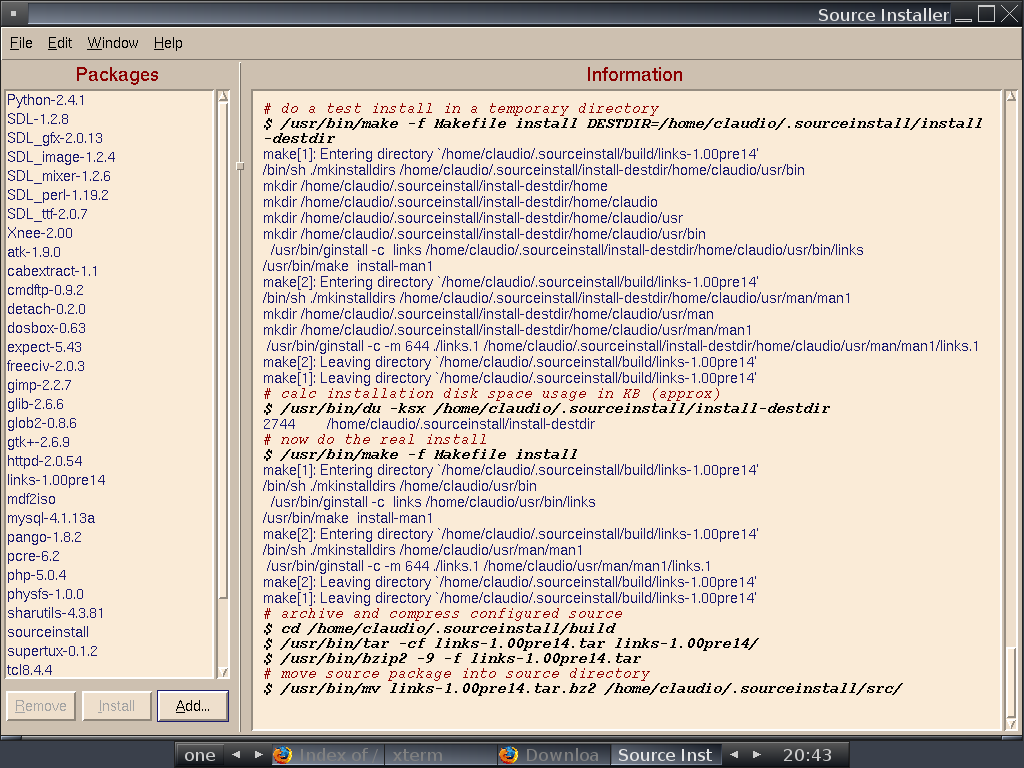 Source Installer
File Edit Window Help
Packages
Python-2.4.1
SDL-1.2.8
SDL_gfx-2.0.13
SDL_image-1.2.4
SDL_mixer-1.2.6
SDL_perl-1.19.2
SDL_ttf-2.0.7
Xnee-2.00
atk-1.9.0
cabextract-1.1
cmdftp-0.9.2
detach-0.2.0
dosbox-0.63
expect-5.43
freeciv-2.0.3
gimp-2.2.7
glib-2.6.6
glob2-0.8.6
gtk+-2.6.9
httpd-2.0.54
links-1.00pre14
mdf2iso
mysql-4.1.13a
pango-1.8.2
pcre-6.2
php-5.0.4
physfs-1.0.0
sharutils-4.3.81
sourceinstall
supertux-0.1.2
tcl8.4.4
Remove Install Add...
Information
# do a test install in a temporary directory
$ /usr/bin/make -f Makefile install DESTDIR=/home/claudio/.sourceinstall/install
-destdir
make[1]: Entering directory `/home/claudio/.sourceinstall/build/links-1.00pre14'
/bin/sh ./mkinstalldirs /home/claudio/.sourceinstall/install-destdir/home/claudio/usr/bin
mkdir /home/claudio/.sourceinstall/install-destdir/home
mkdir /home/claudio/.sourceinstall/install-destdir/home/claudio
mkdir /home/claudio/.sourceinstall/install-destdir/home/claudio/usr
mkdir /home/claudio/.sourceinstall/install-destdir/home/claudio/usr/bin
/usr/bin/ginstall -c links /home/claudio/.sourceinstall/install-destdir/home/claudio/usr/bin/links
/usr/bin/make install-man1
make[2]: Entering directory `/home/claudio/.sourceinstall/build/links-1.00pre14'
/bin/sh ./mkinstalldirs /home/claudio/.sourceinstall/install-destdir/home/claudio/usr/man/man1
mkdir /home/claudio/.sourceinstall/install-destdir/home/claudio/usr/man
mkdir /home/claudio/.sourceinstall/install-destdir/home/claudio/usr/man/man1
/usr/bin/ginstall -c -m 644 ./links.1 /home/claudio/.sourceinstall/install-destdir/home/claudio/usr/man/man1/links.1
make[2]: Leaving directory `/home/claudio/.sourceinstall/build/links-1.00pre14'
make[1]: Leaving directory `/home/claudio/.sourceinstall/build/links-1.00pre14'
# calc installation disk space usage in KB (approx)
$ /usr/bin/du -ksx /home/claudio/.sourceinstall/install-destdir
2744 /home/claudio/.sourceinstall/install-destdir
# now do the real install
$ /usr/bin/make -f Makefile install
make[1]: Entering directory `/home/claudio/.sourceinstall/build/links-1.00pre14'
/bin/sh ./mkinstalldirs /home/claudio/usr/bin
/usr/bin/ginstall -c links /home/claudio/usr/bin/links
/usr/bin/make install-man1
make[2]: Entering directory `/home/claudio/.sourceinstall/build/links-1.00pre14'
/bin/sh ./mkinstalldirs /home/claudio/usr/man/man1
/usr/bin/ginstall -c -m 644 ./links.1 /home/claudio/usr/man/man1/links.1
make[2]: Leaving directory `/home/claudio/.sourceinstall/build/links-1.00pre14'
make[1]: Leaving directory `/home/claudio/.sourceinstall/build/links-1.00pre14'
# archive and compress configured source
$ cd /home/claudio/.sourceinstall/build
$ /usr/bin/tar -cf links-1.00pre14.tar links-1.00pre14/
$ /usr/bin/bzip2 -9 -f links-1.00pre14.tar
# move source package into source directory
$ /usr/bin/mv links-1.00pre14.tar.bz2 /home/claudio/.sourceinstall/src/
one Index of / xterm Downloa Source Inst 20:43